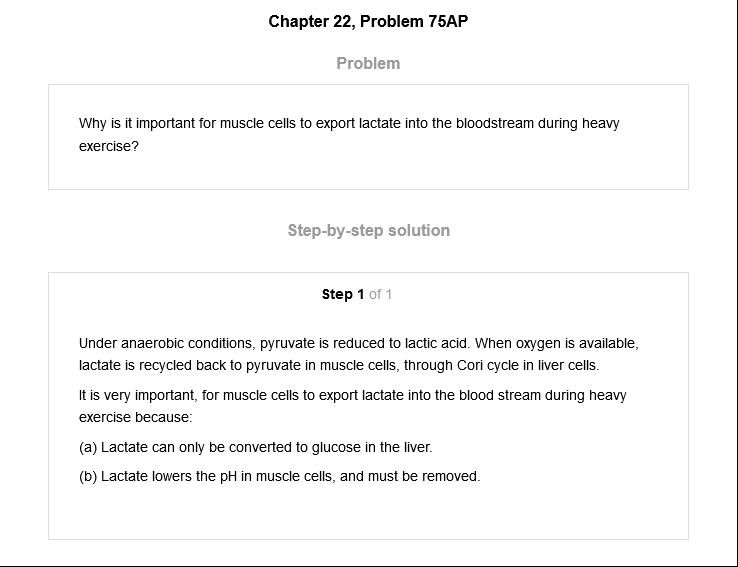 Chapter 22, Problem 75AP
Problem
Why is it important for muscle cells to export lactate into the bloodstream during heavy
exercise?
Step-by-step solution
Step 1 of 1
Under anaerobic conditions, pyruvate is reduced to lactic acid. When oxygen is available,
lactate is recycled back to pyruvate in muscle cells, through Cori cycle in liver cells.
It is very important, for muscle cells to export lactate into the blood stream during heavy
exercise because:
(a) Lactate can only be converted to glucose in the liver.
(b) Lactate lowers the pH in muscle cells, and must be removed.